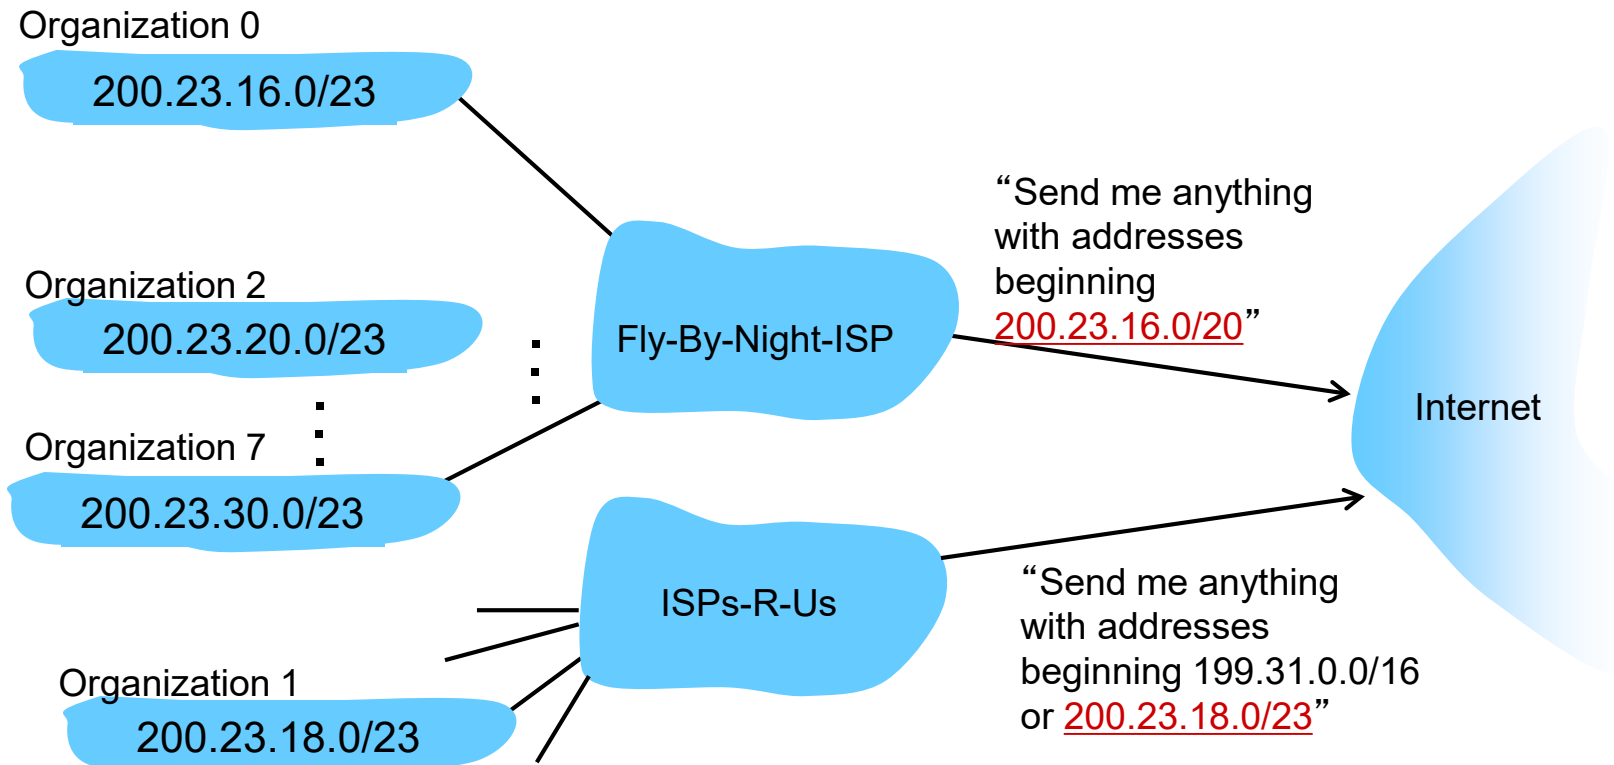 Organization 0
200.23.16.0/23
Organization 2
200.23.20.0/23
Organization 7
200.23.30.0/23
Fly-By-Night-ISP
“Send me anything
with addresses
beginning
200.23.16.0/20”
Internet
ISPs-R-Us
Organization 1
200.23.18.0/23
“Send me anything
with addresses
beginning 199.31.0.0/16
or 200.23.18.0/23”